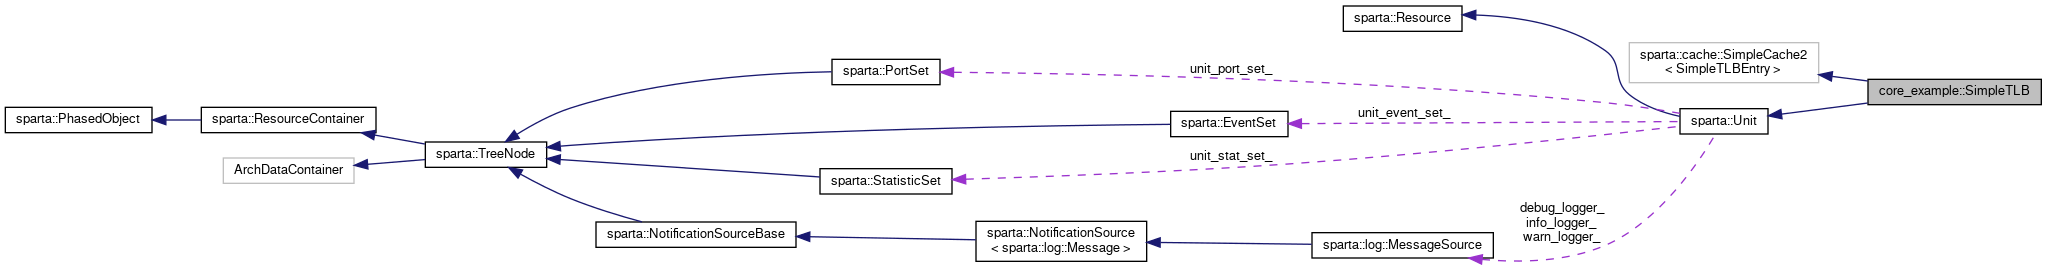 sparta::Resource
sparta::cache::SimpleCache2
< SimpleTLBEntry >
core_example::SimpleTLB
sparta::PortSet
unit_port_set_
sparta::PhasedObject
sparta::ResourceContainer
sparta::EventSet
unit_event_set_
sparta::Unit
sparta::TreeNode
unit_stat_set_
ArchDataContainer
sparta::StatisticSet
debug_logger_
info_logger_
warn_logger_
sparta::NotificationSourceBase
sparta::NotificationSource
< sparta::log::Message >
sparta::log::MessageSource